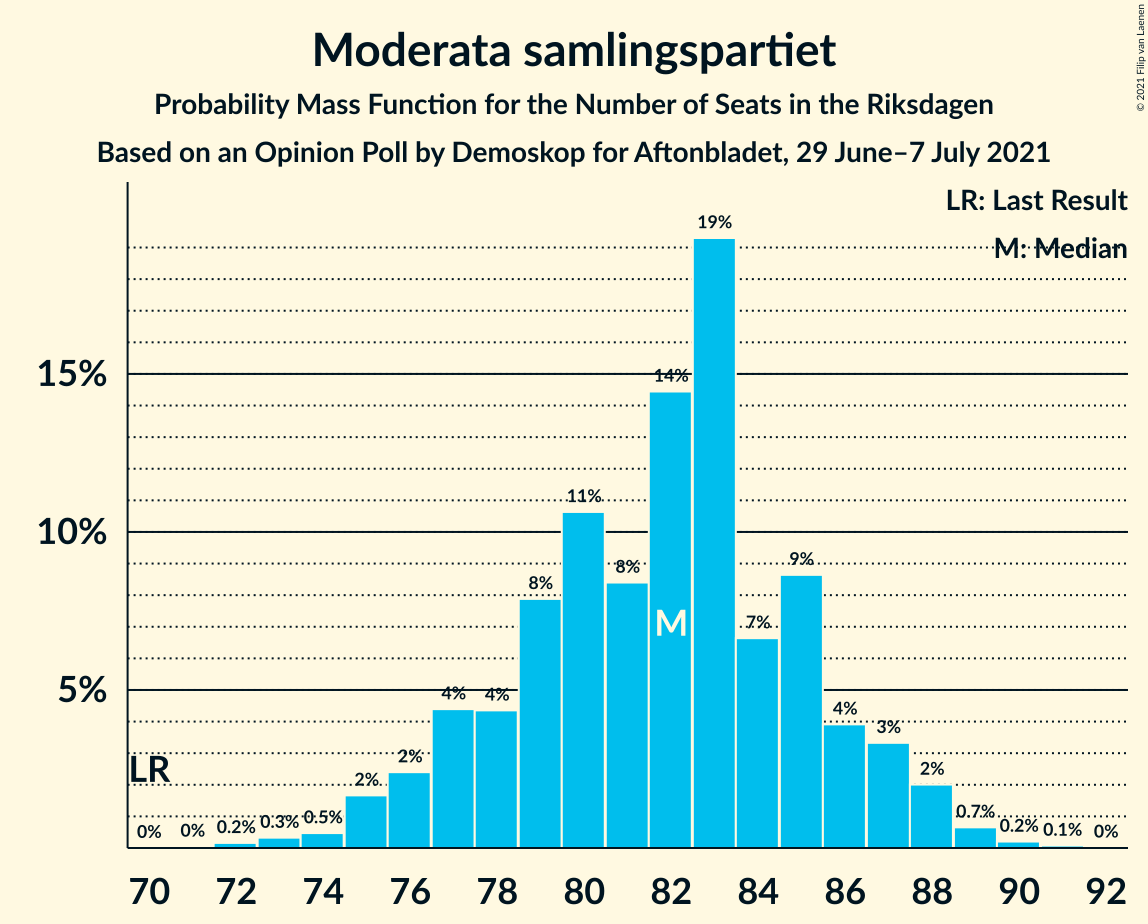 Moderata samlingspartiet
Probability Mass Function for the Number of Seats in the Riksdagen
Based on an Opinion Poll by Demoskop for Aftonbladet, 29 June–7 July 2021
© 2021 Filip van Laenen
LR: Last Result
M: Median
19%
15%
14%
11%
10%
9%
8%
8%
7%
M
5%
4%
4%
4%
3%
2%
2%
2%
LR
0%
0%
0.2%
0.3%
0.5%
0.7%
0.2%
0.1%
0%
70 72 74 76 78 80 82 84 86 88 90 92